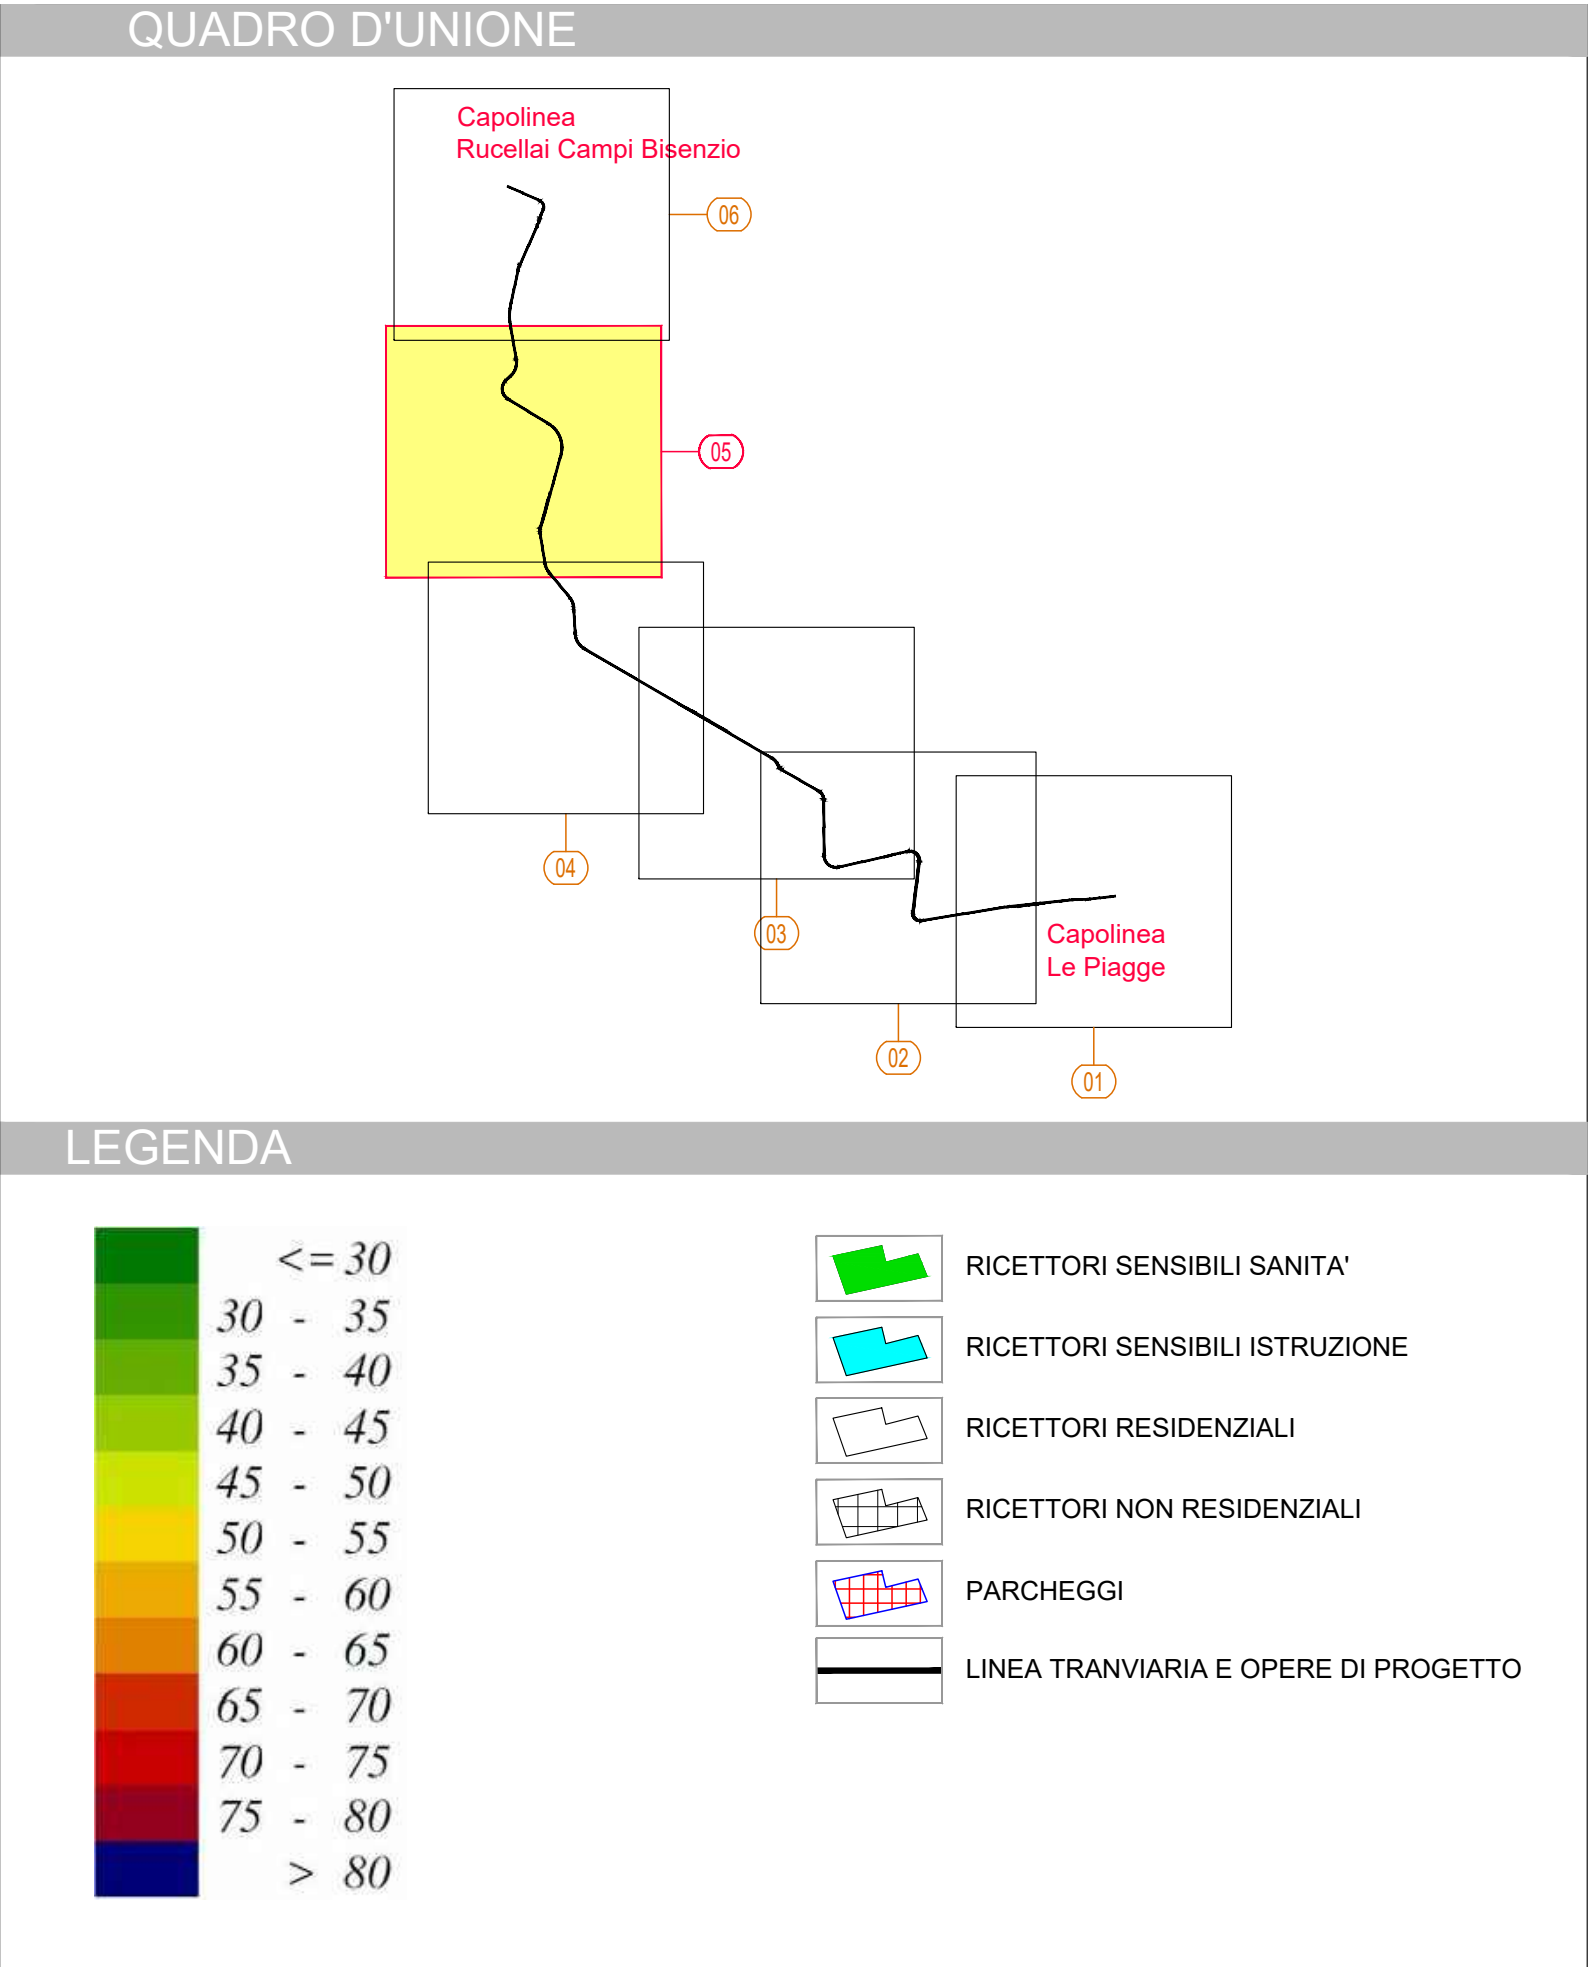 QUADRO D'UNIONE
Capolinea
Rucellai Campi Bisenzio
06
05
04
03
Capolinea
Le Piagge
02
01
LEGENDA
<= 30
30 - 35
35 - 40
40 - 45
45 - 50
50 - 55
55 - 60
60 - 65
65 - 70
70 - 75
75 - 80
> 80
RICETTORI SENSIBILI SANITA'
RICETTORI SENSIBILI ISTRUZIONE
RICETTORI RESIDENZIALI
RICETTORI NON RESIDENZIALI
PARCHEGGI
LINEA TRANVIARIA E OPERE DI PROGETTO